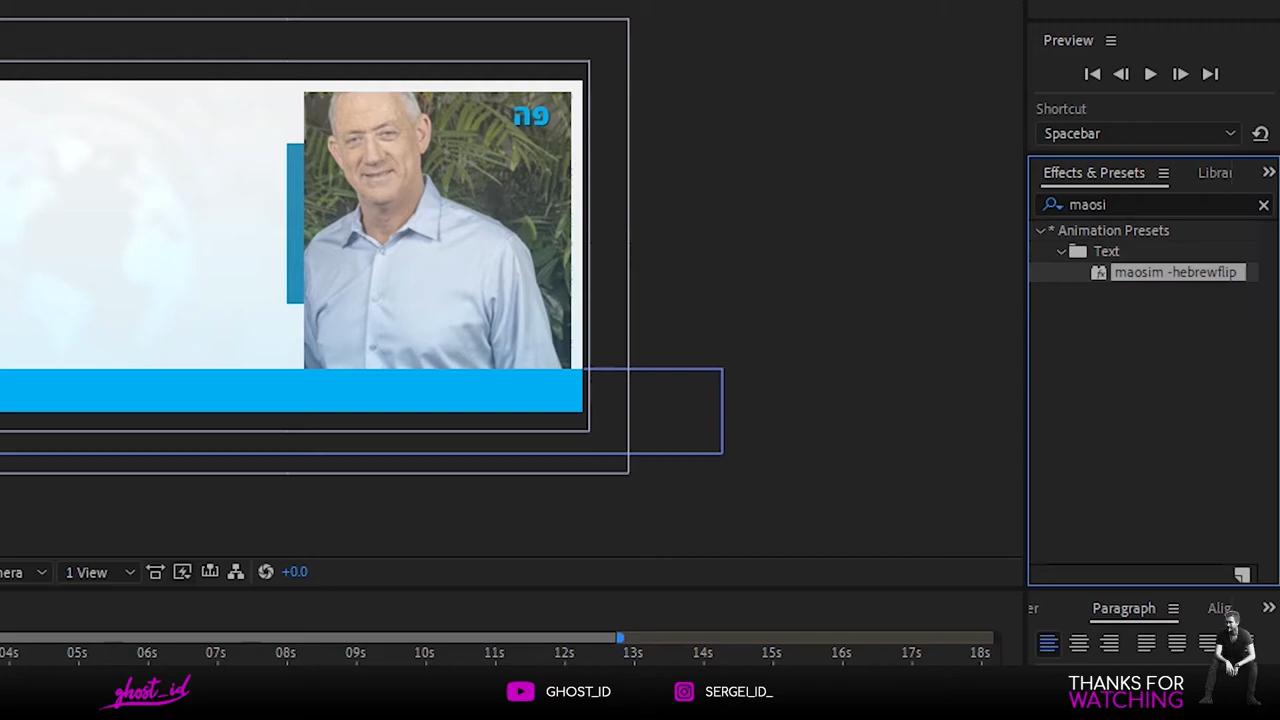 Preview
Shortcut
Spacebar
פה
Effects & Presets
Librar
maosi
* Animation Presets
Text
maosim -hebrewflip
nera
1 View
+0.0
er
Paragraph
Alig
04s
05s
06s
07s
08s
09s
10s
11s
12s
13s
14s
15s
16s
17s
18s
ghost_id
GHOST_ID
SERGEI_ID_
THANKS FOR
WATCHING